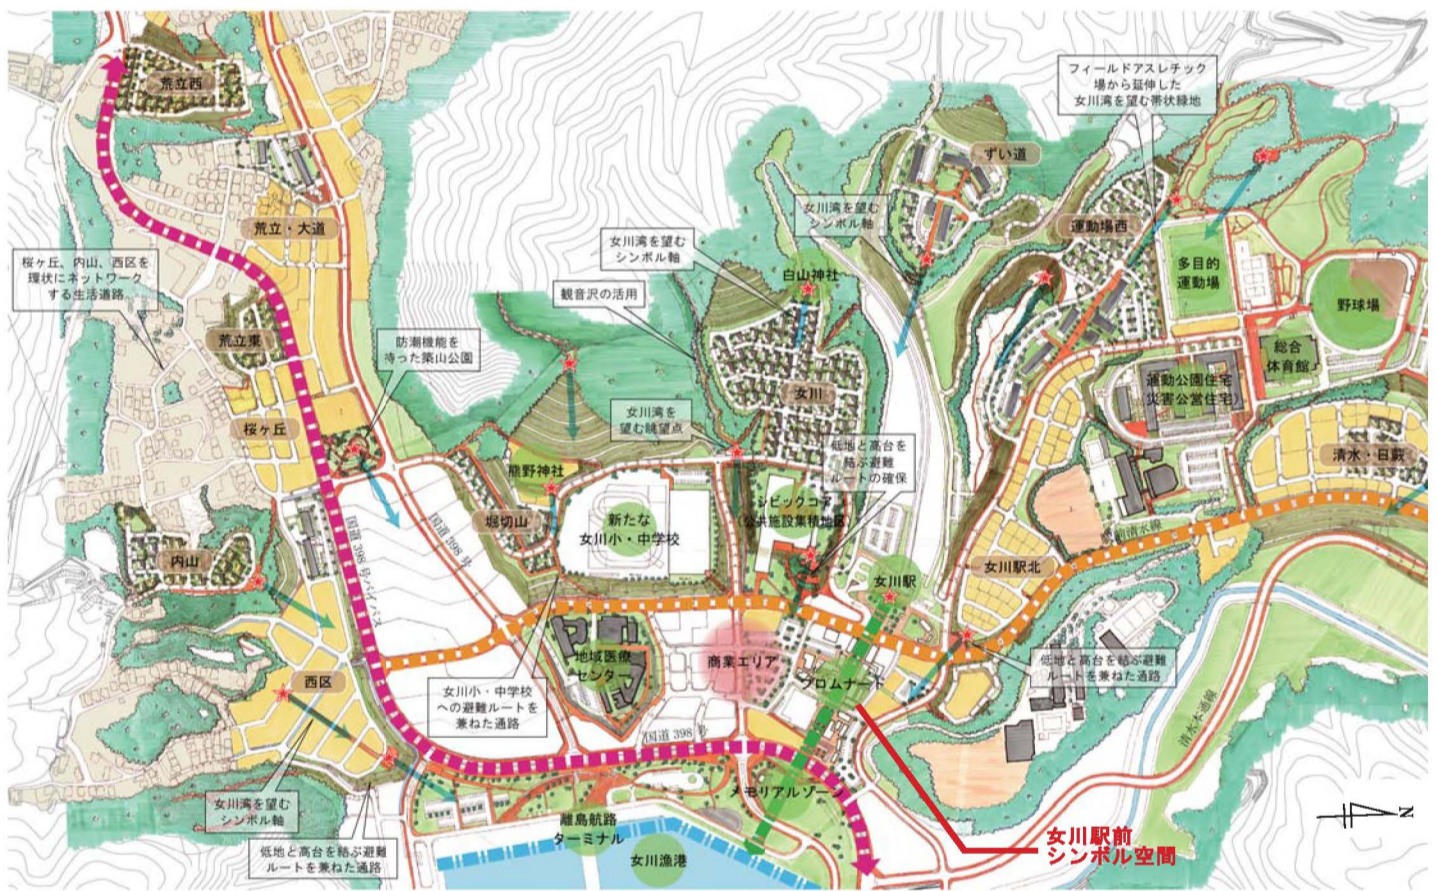 荒立西
フィールドアスレチック
場から延伸した
女川湾を望む帯状緑地
ずい道
女川湾を望む
シンボル軸
荒立・大道
運動場西
女川湾を望む
シンボル軸
桜ヶ丘、内山、西区を
環状にネットワーク
する生活道路
白山神社
多目的
運動場
観音沢の活用
野球場
荒立東
防潮機能を
持った築山公園
総合
体育館
運動公園住宅
(災害公営住宅)
女川
桜ヶ丘
女川湾を
望む眺望点
低地と高台を
結ぶ避難
ルートの確保
清水・日蕨
熊野神社
シビックコア
(公共施設集積地区)
堀切山
新たな
女川小・中学校
国道398号バイパス
国道398号
内山
女川駅
女川駅北
地域医療
センター
商業エリア
低地と高台を結ぶ避難
ルートを兼ねた通路
西区
プロムナード
女川小・中学校
への避難ルートを
兼ねた通路
国道398号
清水本通線
メモリアルゾーン
女川湾を望む
シンボル軸
離島航路
ターミナル
N
女川駅前
シンボル空間
低地と高台を結ぶ避難
ルートを兼ねた通路
女川漁港